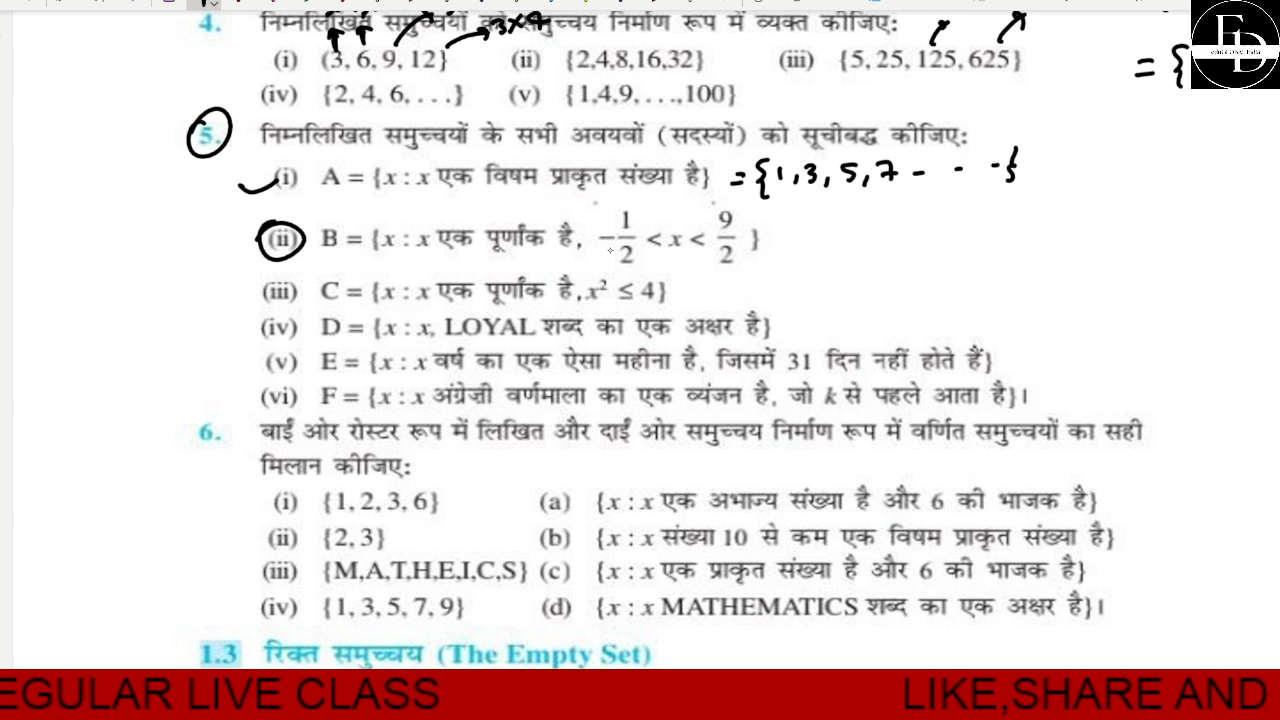 4. निम्नलिखित समुच्चयों को समुच्चय निर्माण रूप में व्यक्त कीजिए: 3×4
(i) (3, 6, 9, 12} (ii) {2,4,8,16,32} (iii) {5, 25, 125, 625} = {
(iv) {2, 4, 6, . . .} (v) {1,4,9, . . .,100}
5. निम्नलिखित समुच्चयों के सभी अवयवों (सदस्यों) को सूचीबद्ध कीजिए:
(i) A = {x : x एक विषम प्राकृत संख्या है} = {1, 3, 5, 7 - - -}
(ii) B = {x : x एक पूर्णांक है, −1/2 < x < 9/2 }
(iii) C = {x : x एक पूर्णांक है, x² ≤ 4}
(iv) D = {x : x, LOYAL शब्द का एक अक्षर है}
(v) E = {x : x वर्ष का एक ऐसा महीना है, जिसमें 31 दिन नहीं होते हैं}
(vi) F = {x : x अंग्रेज़ी वर्णमाला का एक व्यंजन है, जो k से पहले आता है}।
6. बाईं ओर रोस्टर रूप में लिखित और दाईं ओर समुच्चय निर्माण रूप में वर्णित समुच्चयों का सही
मिलान कीजिए:
(i) {1, 2, 3, 6} (a) {x : x एक अभाज्य संख्या है और 6 की भाजक है}
(ii) {2, 3} (b) {x : x संख्या 10 से कम एक विषम प्राकृत संख्या है}
(iii) {M,A,T,H,E,I,C,S} (c) {x : x एक प्राकृत संख्या है और 6 की भाजक है}
(iv) {1, 3, 5, 7, 9} (d) {x : x MATHEMATICS शब्द का एक अक्षर है}।
1.3 रिक्त समुच्चय (The Empty Set)
EGULAR LIVE CLASS LIKE,SHARE AND